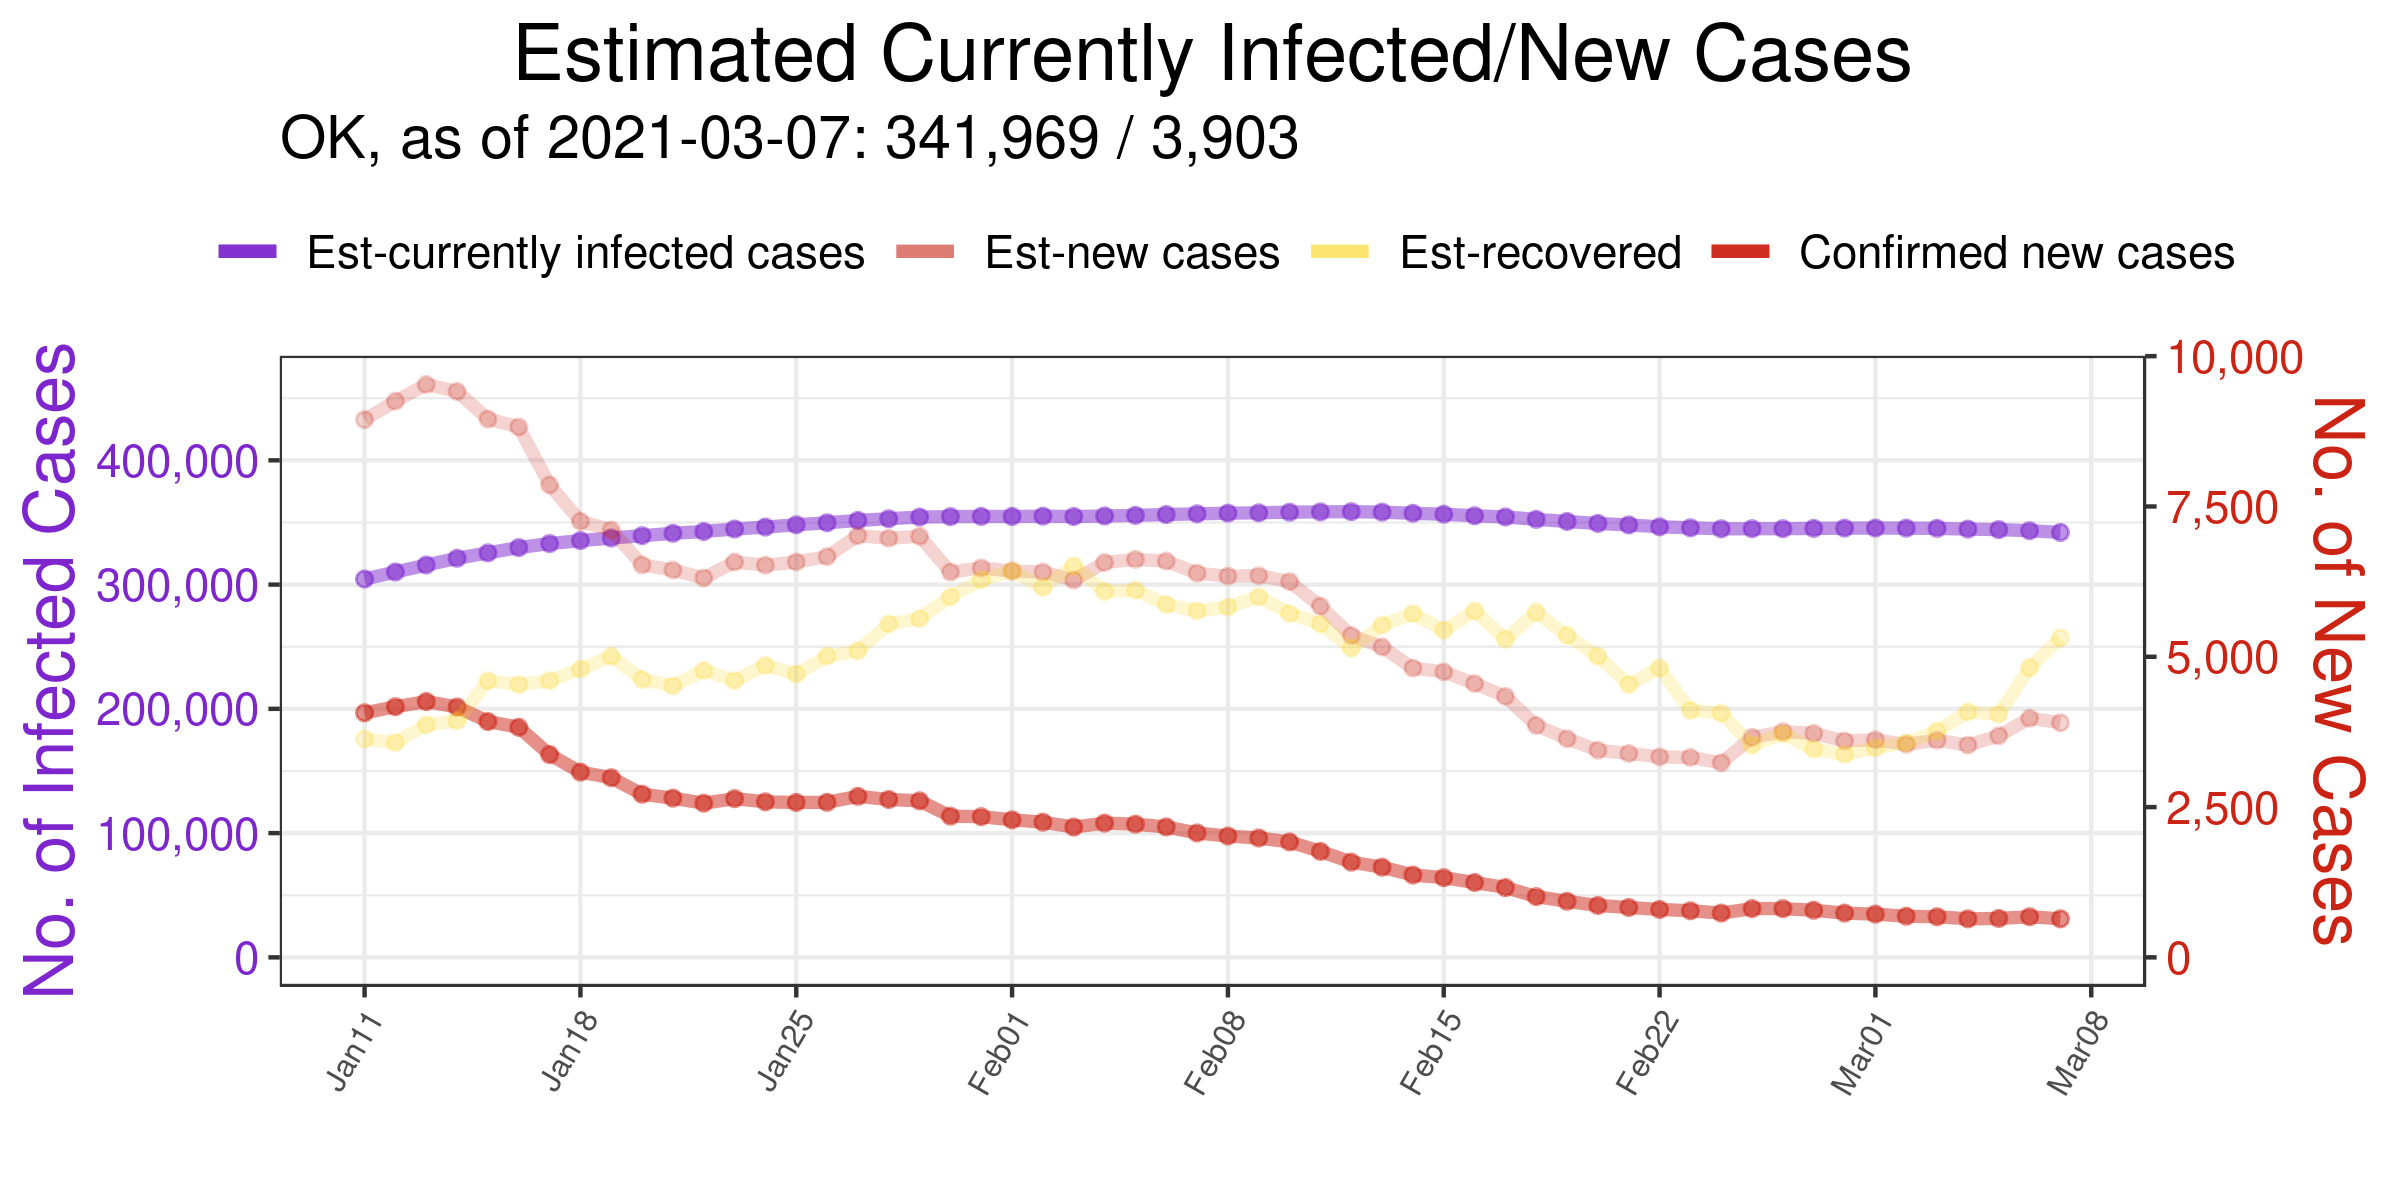 Estimated Currently Infected/New Cases
OK, as of 2021-03-07: 341,969 / 3,903
Est-currently infected cases Est-new cases Est-recovered Confirmed new cases
No. of Infected Cases
400,000
300,000
200,000
100,000
0
10,000
7,500
5,000
2,500
0
No. of New Cases
Jan11 Jan18 Jan25 Feb01 Feb08 Feb15 Feb22 Mar01 Mar08